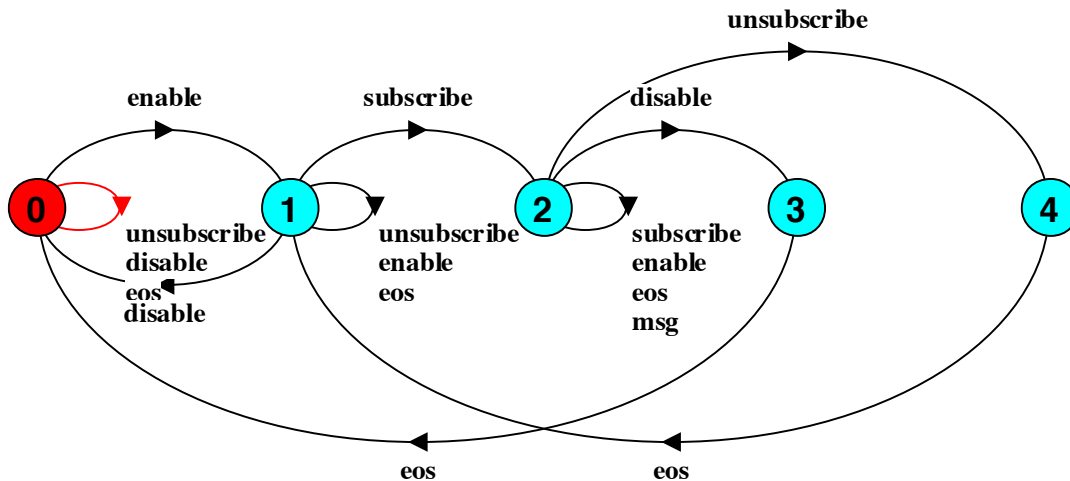 unsubscribe
enable
subscribe
disable
0
1
2
3
4
unsubscribe
disable
eos
disable
unsubscribe
enable
eos
subscribe
enable
eos
msg
eos
eos